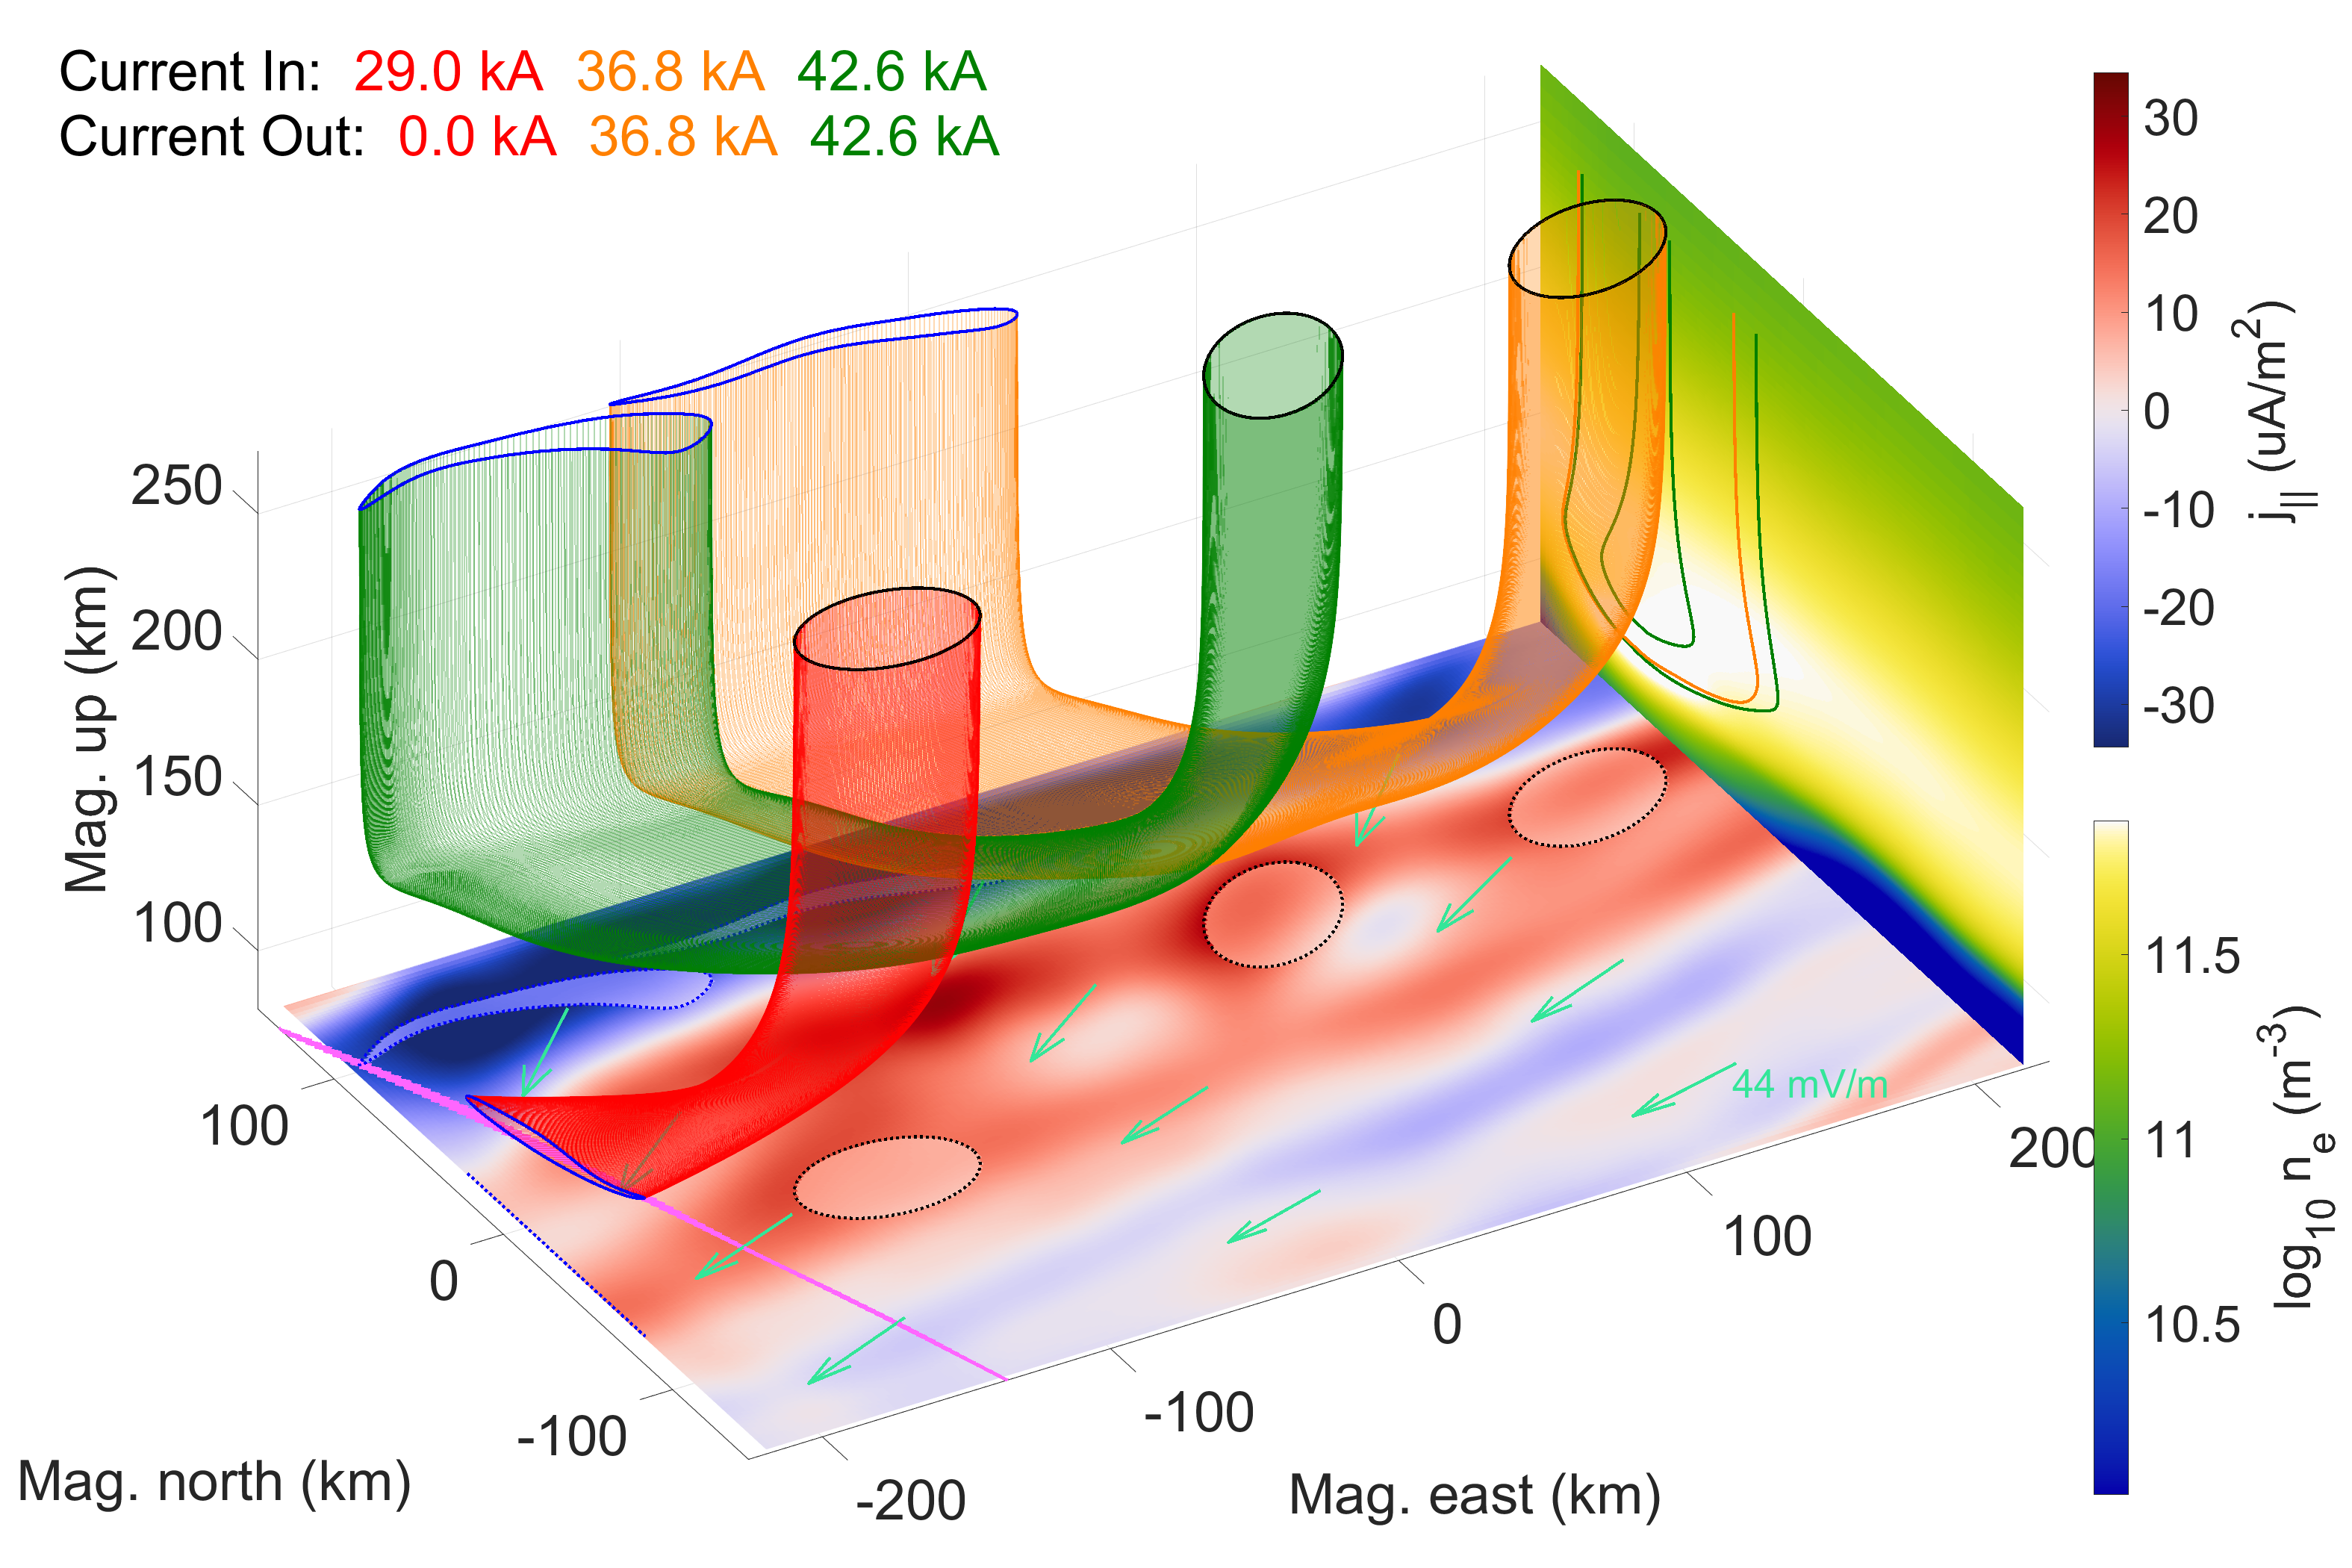 Current In: 29.0 kA 36.8 kA 42.6 kA
Current Out: 0.0 kA 36.8 kA 42.6 kA
30
20
10
0
-10
-20
-30
j|| (uA/m2)
250
200
150
100
Mag. up (km)
11.5
11
10.5
log10 ne (m-3)
44 mV/m
100
0
-100
Mag. north (km)
200
100
0
-100
-200
Mag. east (km)